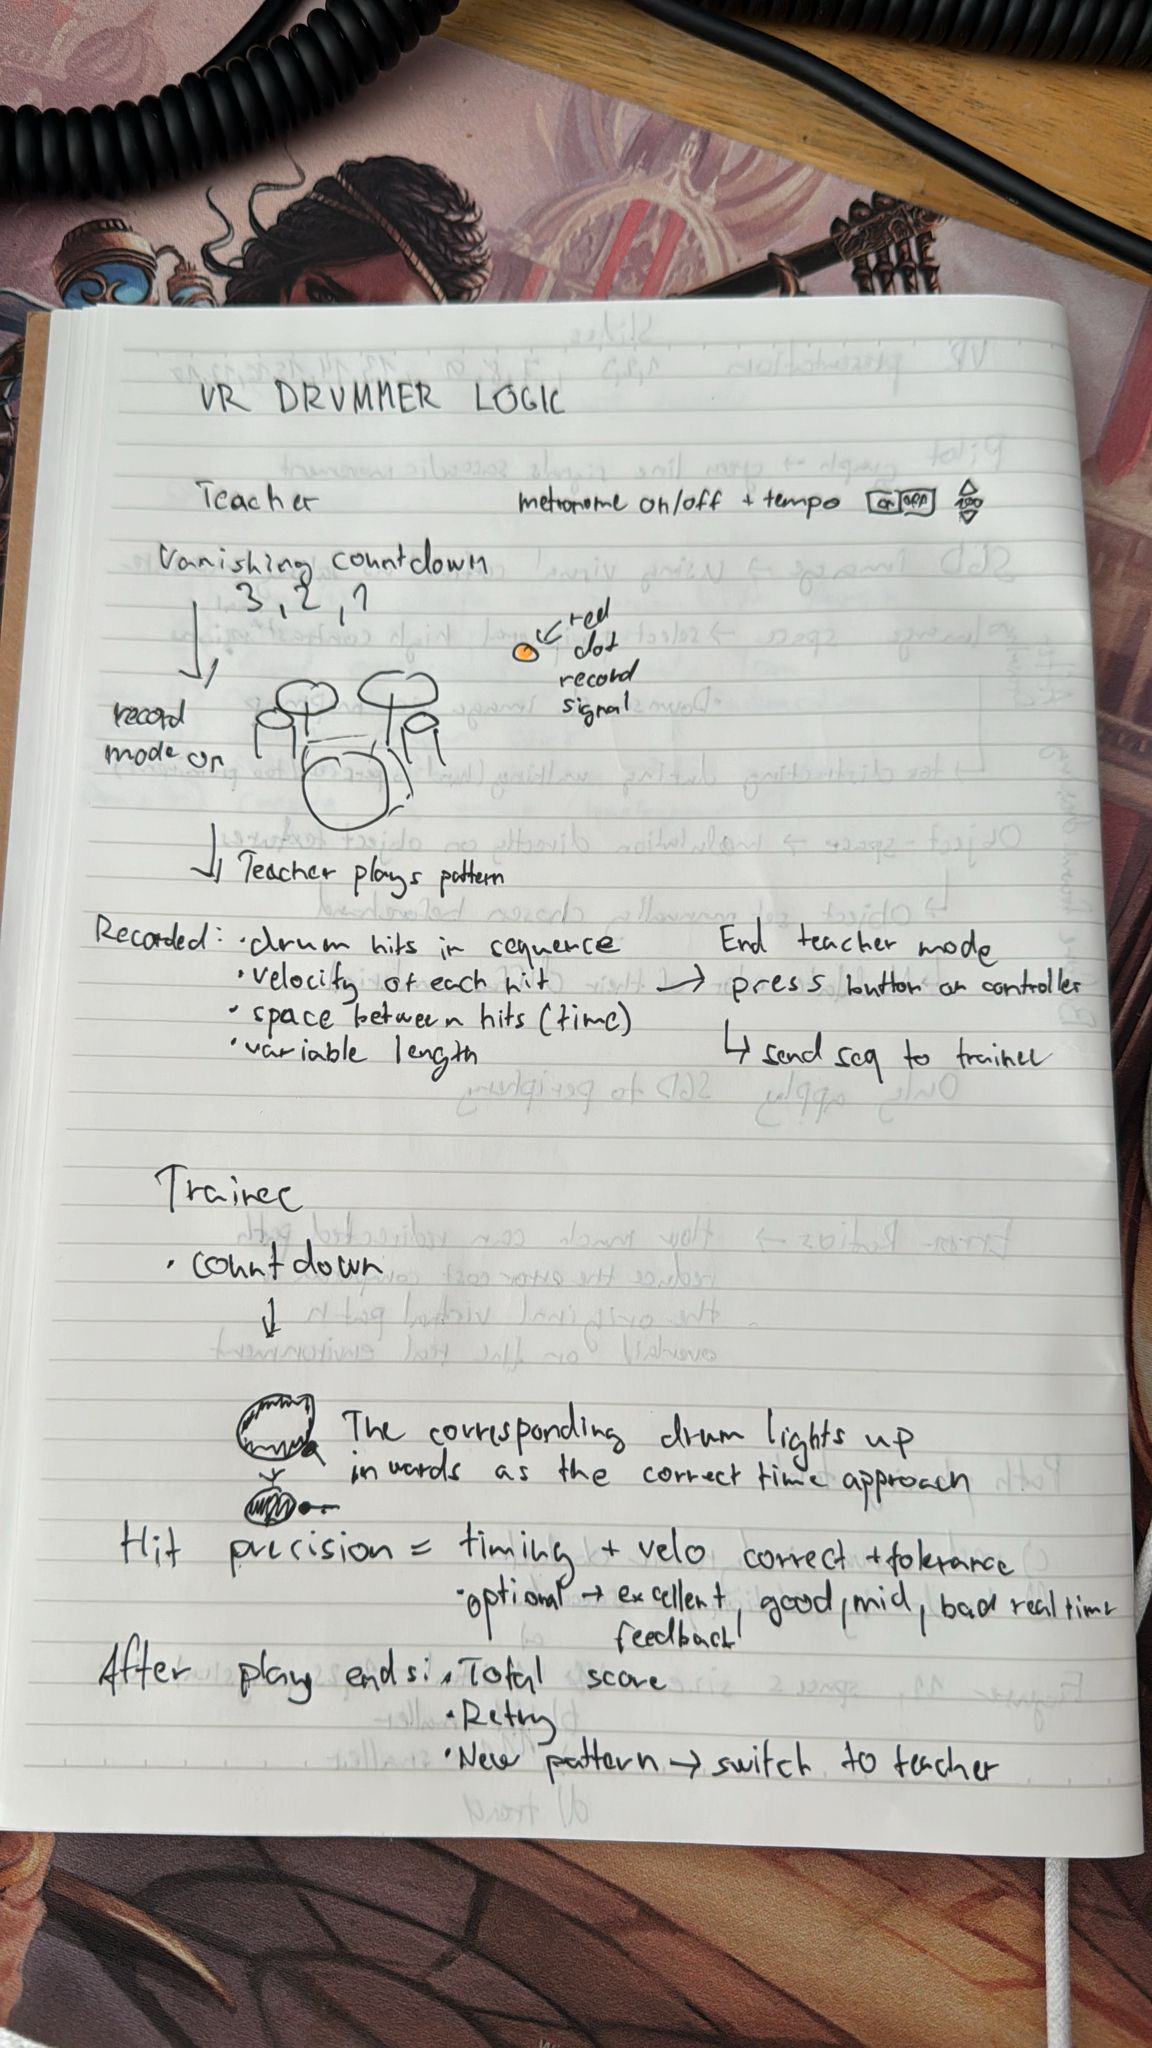 VR DRUMMER LOGIC
Teacher
metronome on/off + tempo ON OFF 120
Vanishing countdown
3, 2, 1
red
dot
record
signal
record
mode on
Teacher plays pattern
Recorded: · drum hits in sequence
· velocity of each hit
· space between hits (time)
· variable length
End teacher mode
→ press button on controller
↳ send seq to trainee
Trainee
· countdown
The corresponding drum lights up
inwards as the correct time approach
Hit precision = timing + velo correct + tolerance
· optional → excellent, good, mid, bad real time
feedback
After play ends: · Total score
· Retry
· New pattern → switch to teacher